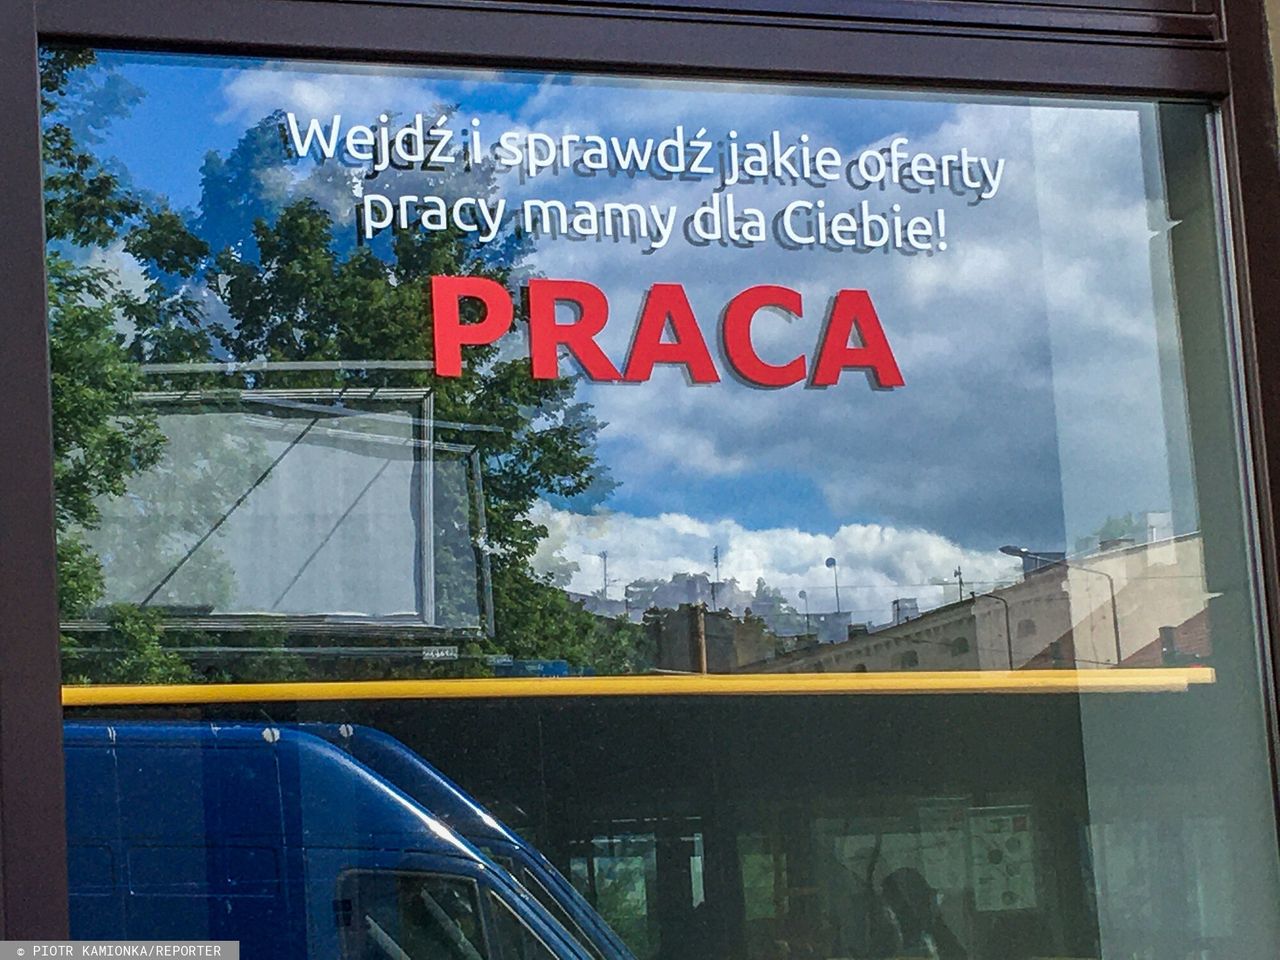 Wejdź i sprawdź jakie oferty
pracy mamy dla Ciebie!
PRACA
© PIOTR KAMIONKA/REPORTER